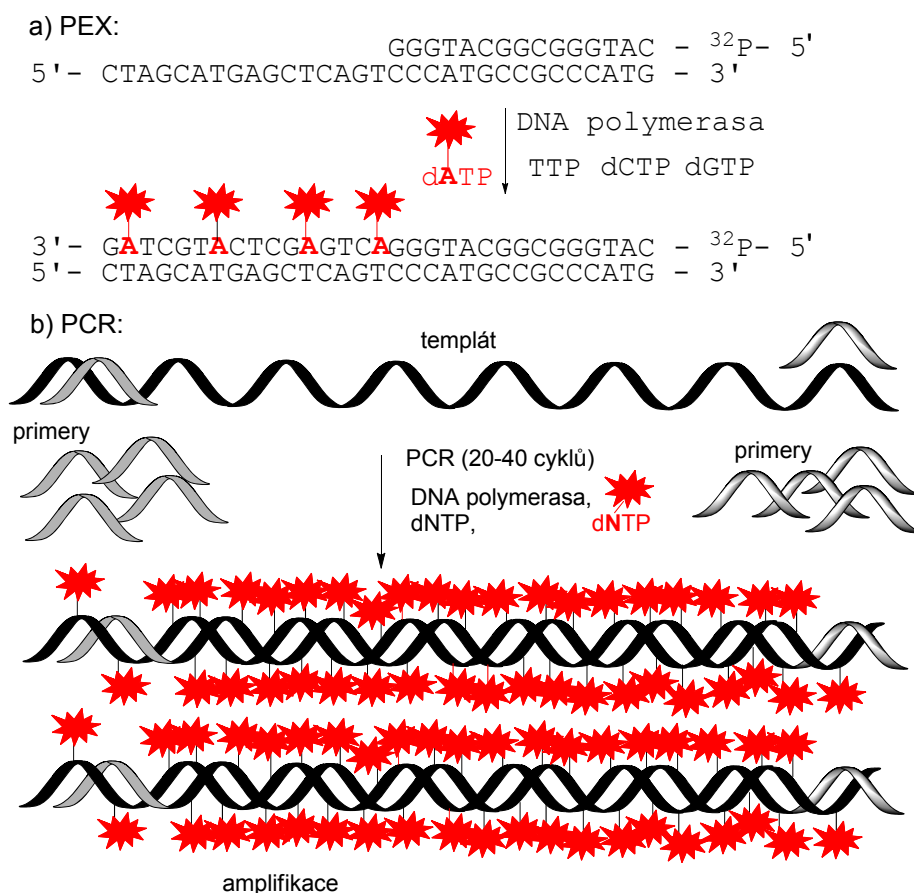 a) PEX:
GGGTACGGCGGGTAC - ³²P- 5'
5'- CTAGCATGAGCTCAGTCCCATGCCGCCCATG - 3'
DNA polymerasa
dATP TTP dCTP dGTP
3'- GATCGTACTCGAGTCAGGGTACGGCGGGTAC - ³²P- 5'
5'- CTAGCATGAGCTCAGTCCCATGCCGCCCATG - 3'
b) PCR:
templát
primery
PCR (20-40 cyklů)
primery
DNA polymerasa,
dNTP, dNTP
amplifikace